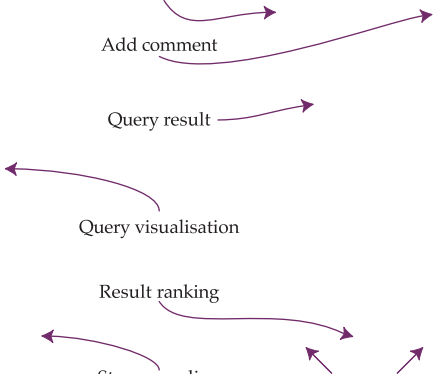 Add comment
Query result
Query visualisation
Result ranking